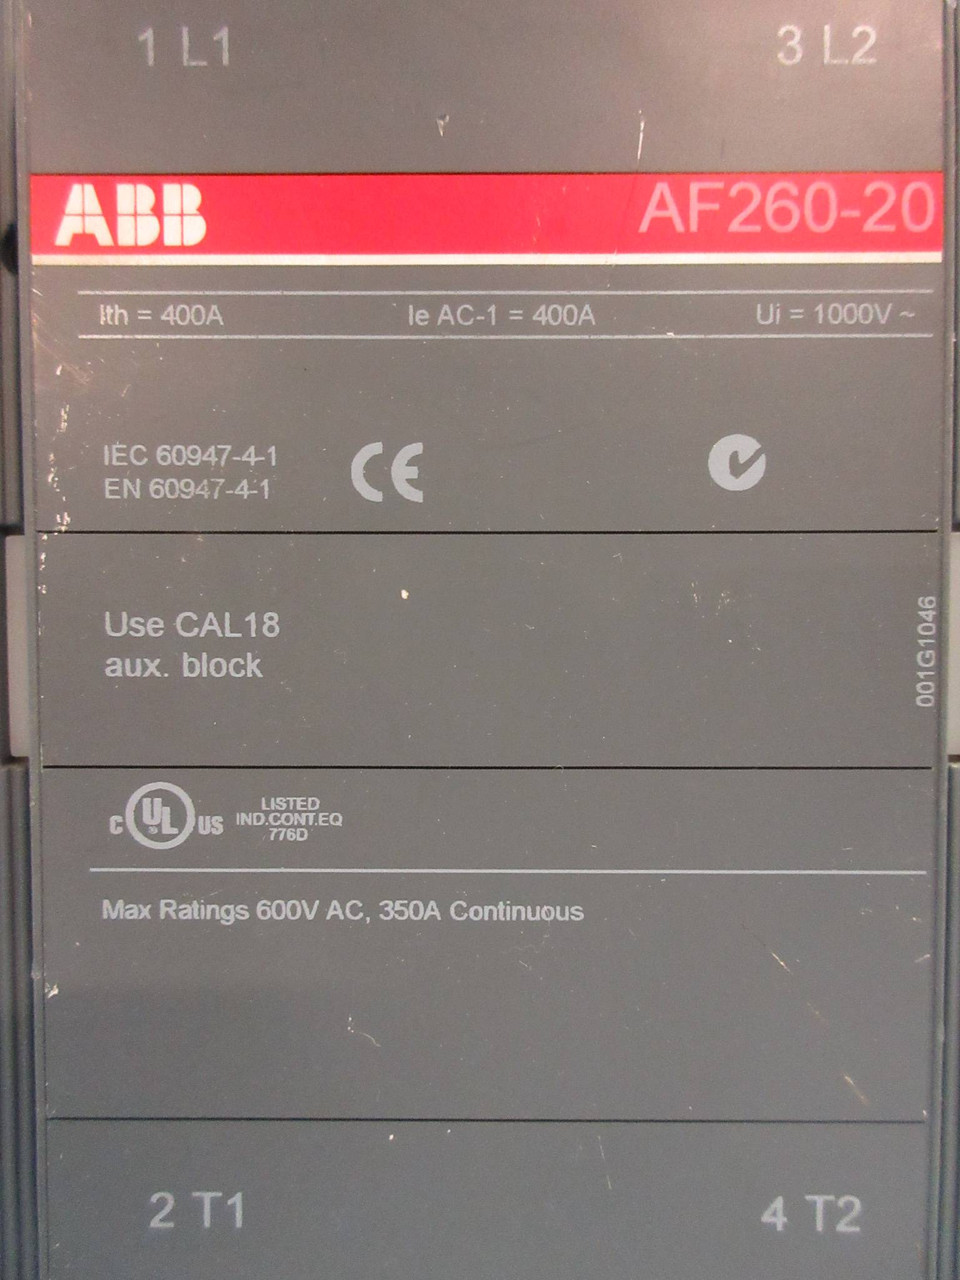 1 L1 3 L2
ABB AF260-20
Ith = 400A Ie AC-1 = 400A Ui = 1000V ~
IEC 60947-4-1
EN 60947-4-1
CE
Use CAL18
aux. block
001G1046
C UL ® US
LISTED
IND.CONT.EQ
776D
Max Ratings 600V AC, 350A Continuous
2 T1 4 T2